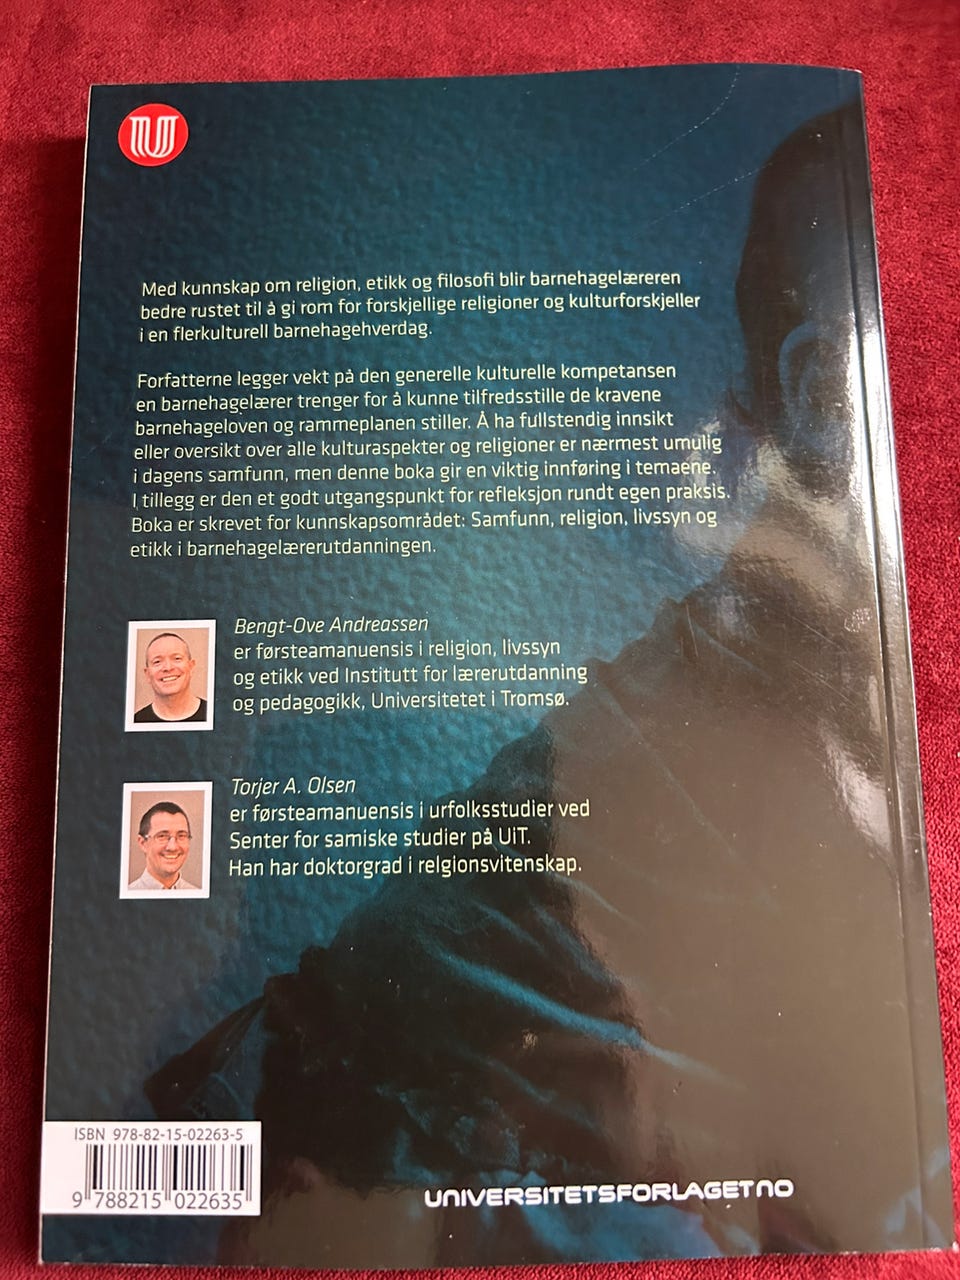 U
Med kunnskap om religion, etikk og filosofi blir barnehagelæreren
bedre rustet til å gi rom for forskjellige religioner og kulturforskjeller
i en flerkulturell barnehagehverdag.
Forfatterne legger vekt på den generelle kulturelle kompetansen
en barnehagelærer trenger for å kunne tilfredsstille de kravene
barnehageloven og rammeplanen stiller. Å ha fullstendig innsikt
eller oversikt over alle kulturaspekter og religioner er nærmest umulig
i dagens samfunn, men denne boka gir en viktig innføring i temaene.
I tillegg er den et godt utgangspunkt for refleksjon rundt egen praksis.
Boka er skrevet for kunnskapsområdet: Samfunn, religion, livssyn og
etikk i barnehagelærerutdanningen.
Bengt-Ove Andreassen
er førsteamanuensis i religion, livssyn
og etikk ved Institutt for lærerutdanning
og pedagogikk, Universitetet i Tromsø.
Torjer A. Olsen
er førsteamanuensis i urfolksstudier ved
Senter for samiske studier på UiT.
Han har doktorgrad i relgionsvitenskap.
ISBN 978-82-15-02263-5
9 788215 022635
UNIVERSITETSFORLAGET.NO